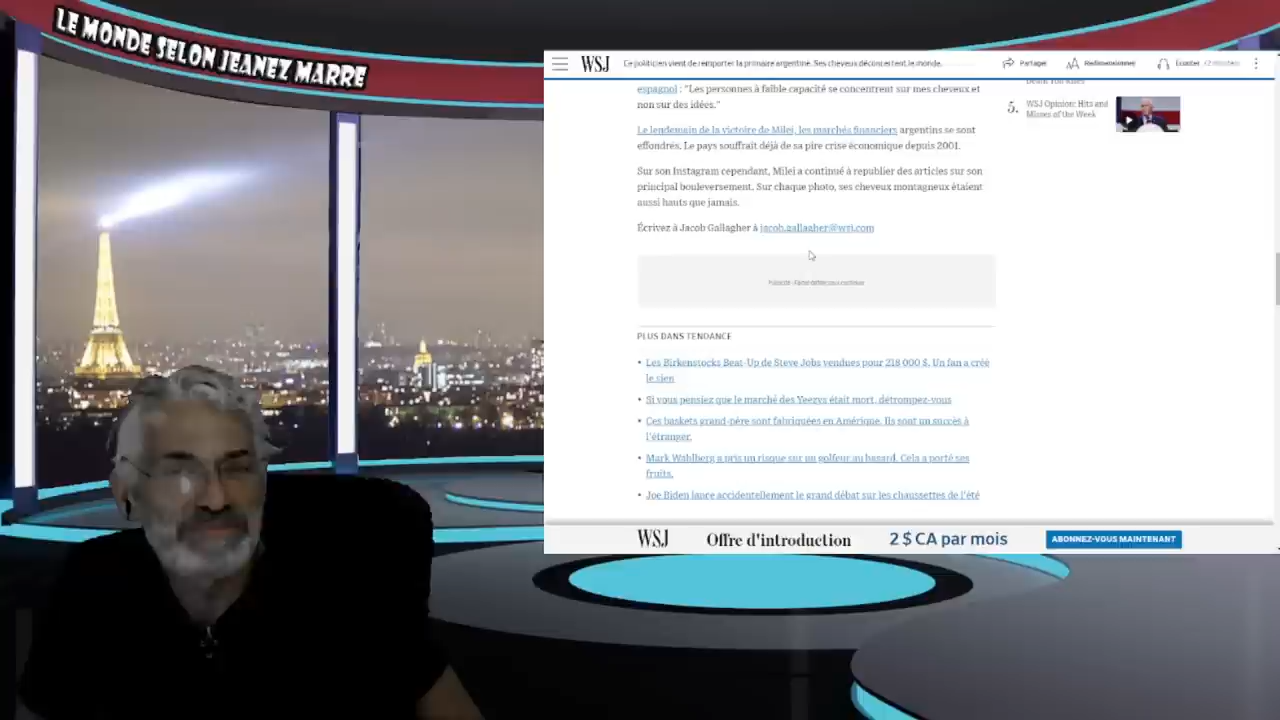 LE MONDE SELON JEANEZ MARRE
WSJ
Ce politicien vient de remporter la primaire argentine. Ses cheveux déconcertent le monde.
Partager
Redimensionner
Écouter
espagnol : "Les personnes à faible capacité se concentrent sur mes cheveux et
non sur des idées."
Le lendemain de la victoire de Milei, les marchés financiers argentins se sont
effondrés. Le pays souffrait déjà de sa pire crise économique depuis 2001.
Sur son Instagram cependant, Milei a continué à republier des articles sur son
principal bouleversement. Sur chaque photo, ses cheveux montagneux étaient
aussi hauts que jamais.
Écrivez à Jacob Gallagher à jacob.gallagher@wsj.com
PLUS DANS TENDANCE
• Les Birkenstocks Beat-Up de Steve Jobs vendues pour 218 000 $. Un fan a créé
le sien
• Si vous pensiez que le marché des Yeezys était mort, détrompez-vous
• Ces baskets grand-père sont fabriquées en Amérique. Ils sont un succès à
l'étranger.
• Mark Wahlberg a pris un risque sur un golfeur au hasard. Cela a porté ses
fruits.
• Joe Biden lance accidentellement le grand débat sur les chaussettes de l'été
5.
WSJ Opinion: Hits and
Misses of the Week
WSJ
Offre d'introduction
2 $ CA par mois
ABONNEZ-VOUS MAINTENANT